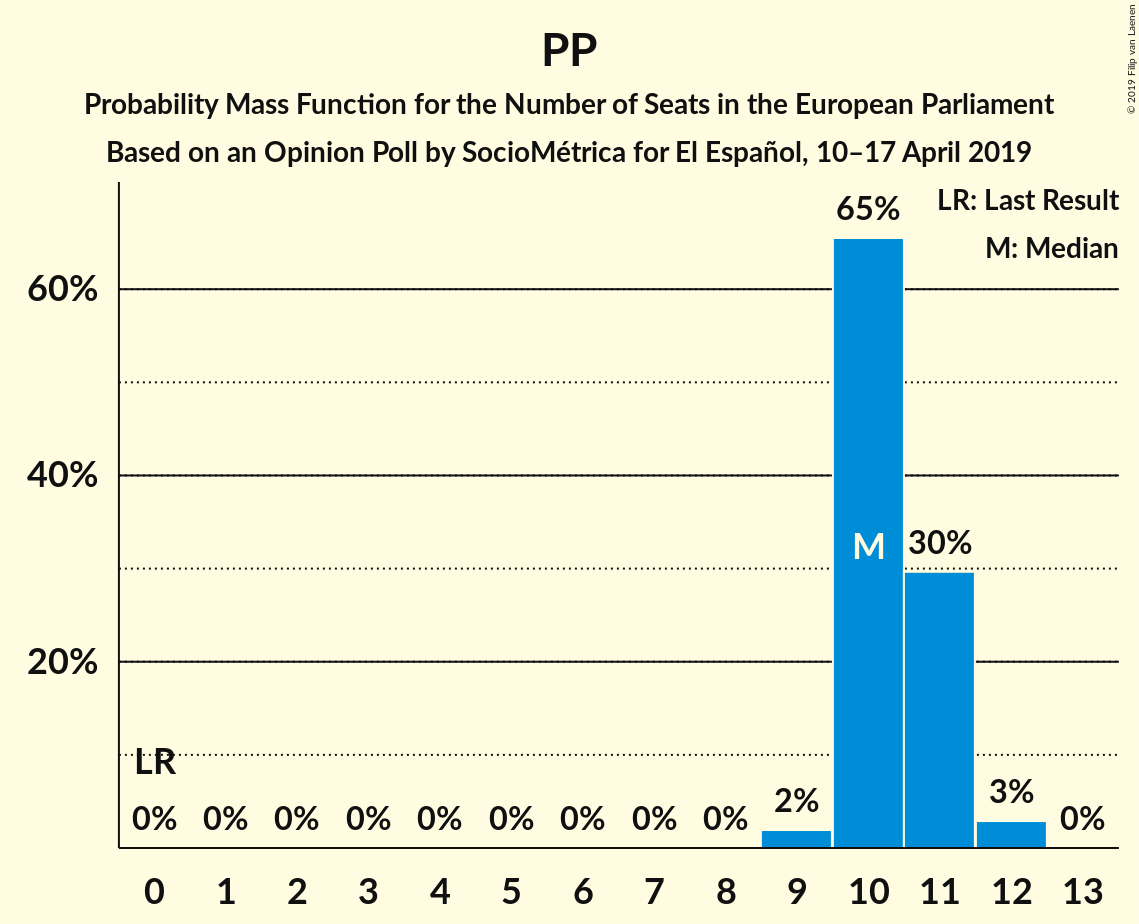 PP
Probability Mass Function for the Number of Seats in the European Parliament
Based on an Opinion Poll by SocioMétrica for El Español, 10–17 April 2019
© 2019 Filip van Laenen
LR: Last Result
M: Median
65%
60%
40%
M
30%
20%
LR
0% 0% 0% 0% 0% 0% 0% 0% 0% 2% 3% 0%
0 1 2 3 4 5 6 7 8 9 10 11 12 13